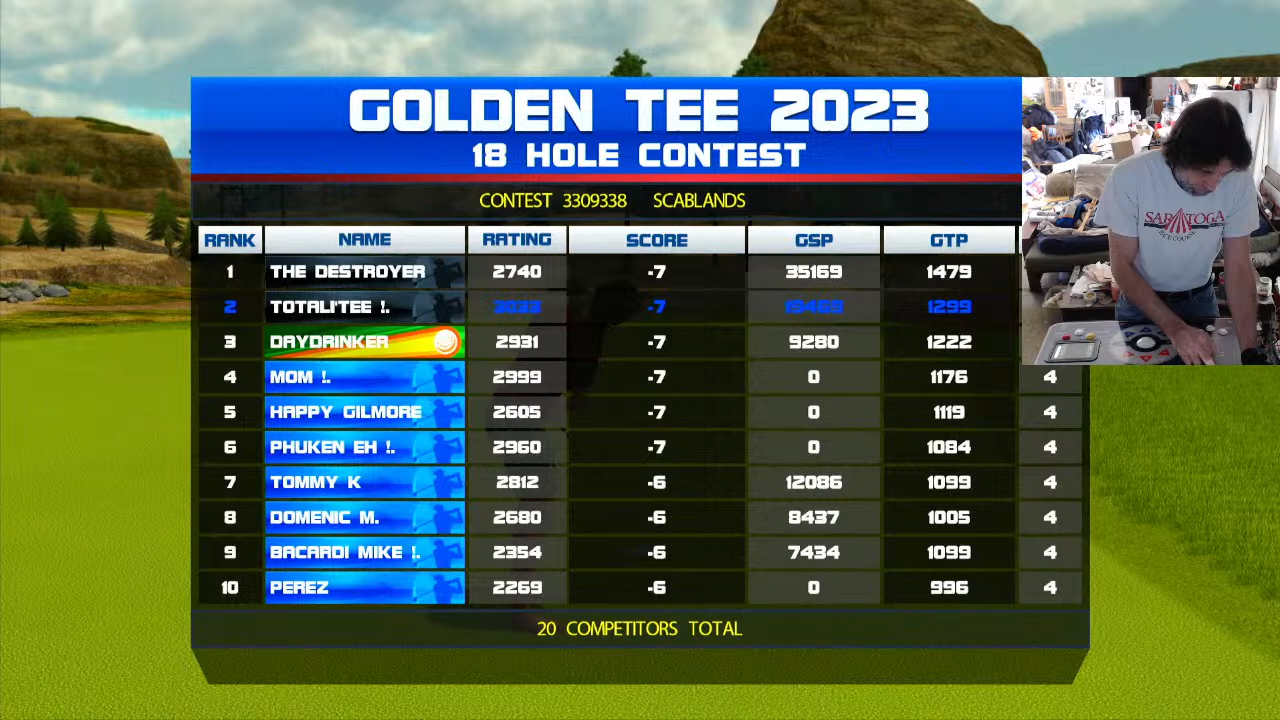 GOLDEN TEE 2023
18 HOLE CONTEST
CONTEST 3309338 SCABLANDS
RANK NAME RATING SCORE GSP GTP
1 THE DESTROYER 2740 -7 35169 1479
2 TOTALI'TEE !. -7 1299
3 DAYDRINKER 2931 -7 9280 1222
4 MOM !. 2999 -7 0 1176 4
5 HAPPY GILMORE 2605 -7 0 1119 4
6 PHUKEN EH !. 2960 -7 0 1084 4
7 TOMMY K 2812 -6 12086 1099 4
8 DOMENIC M. 2680 -6 8437 1005 4
9 BACARDI MIKE !. 2354 -6 7434 1099 4
10 PEREZ 2269 -6 0 996 4
20 COMPETITORS TOTAL
SARATOGA
RACE COURSE